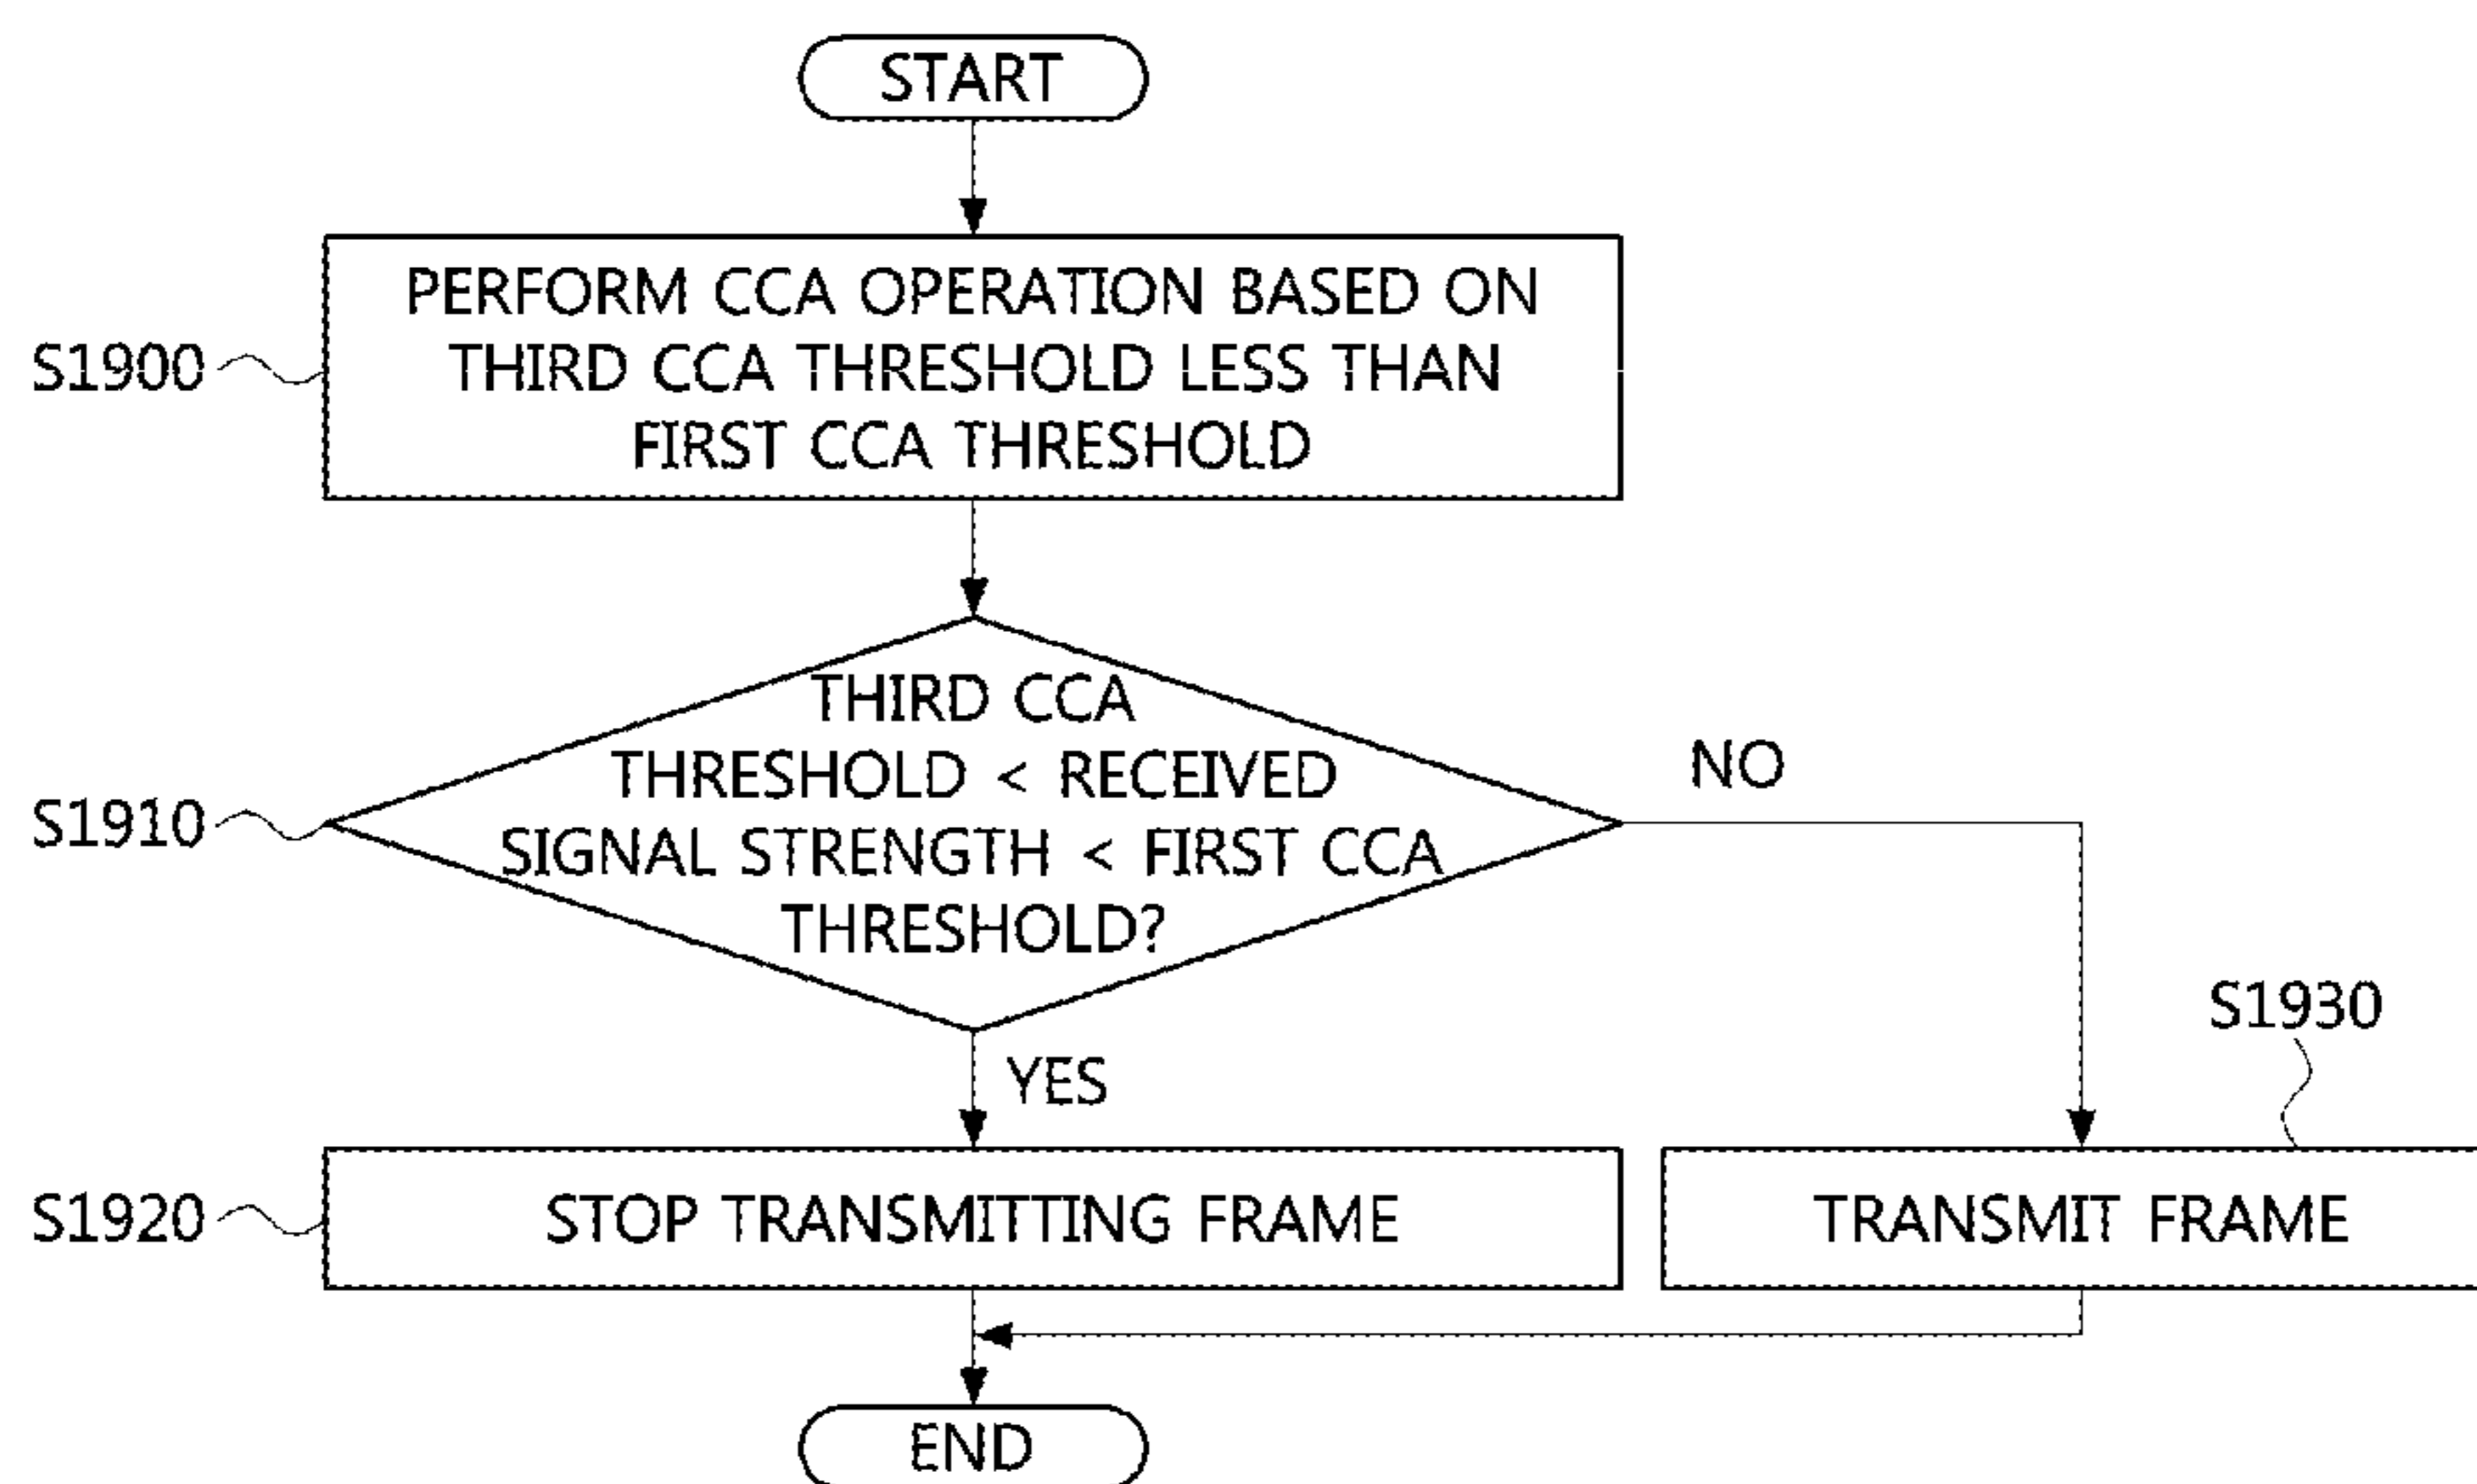 START
PERFORM CCA OPERATION BASED ON
THIRD CCA THRESHOLD LESS THAN
FIRST CCA THRESHOLD
S1900
THIRD CCA
THRESHOLD < RECEIVED
SIGNAL STRENGTH < FIRST CCA
THRESHOLD?
S1910
NO
YES
S1930
S1920
STOP TRANSMITTING FRAME
TRANSMIT FRAME
END